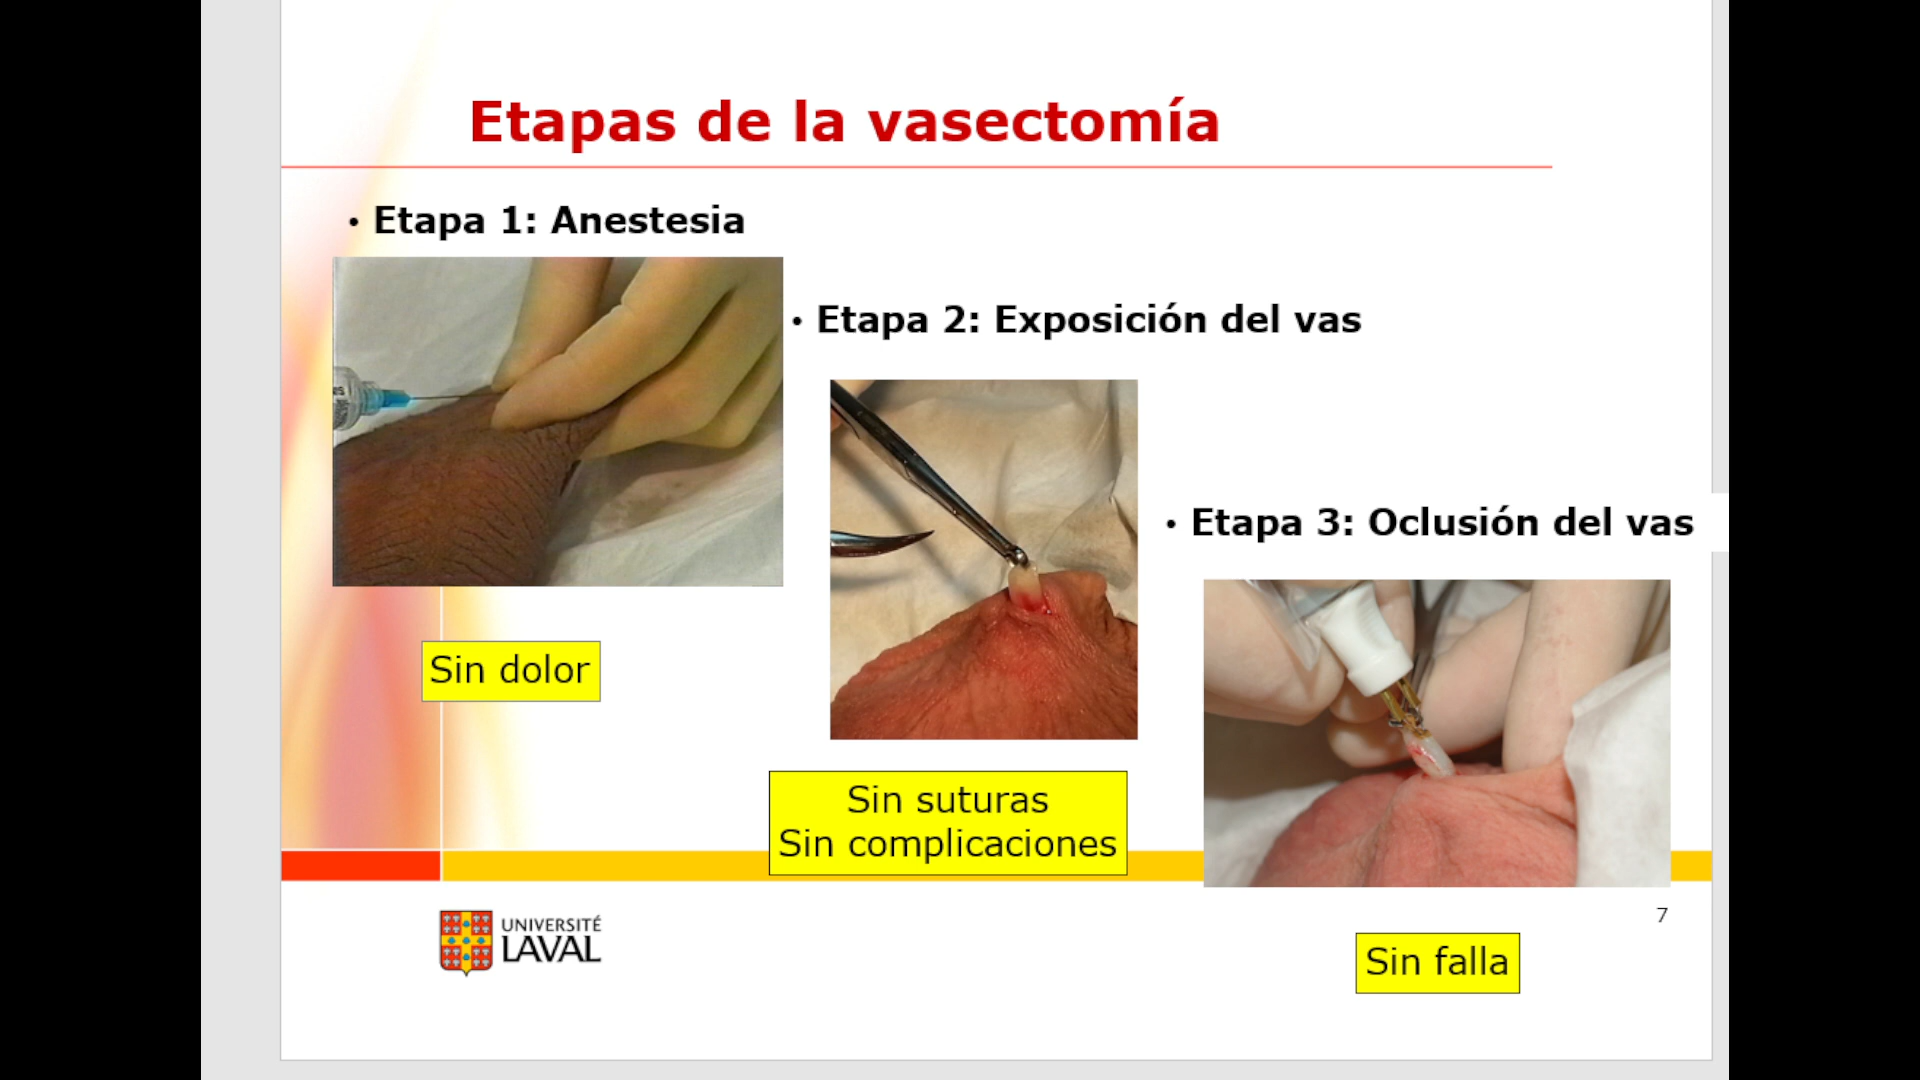 Etapas de la vasectomía
• Etapa 1: Anestesia
• Etapa 2: Exposición del vas
• Etapa 3: Oclusión del vas
Sin dolor
Sin suturas
Sin complicaciones
7
UNIVERSITÉ
LAVAL
Sin falla